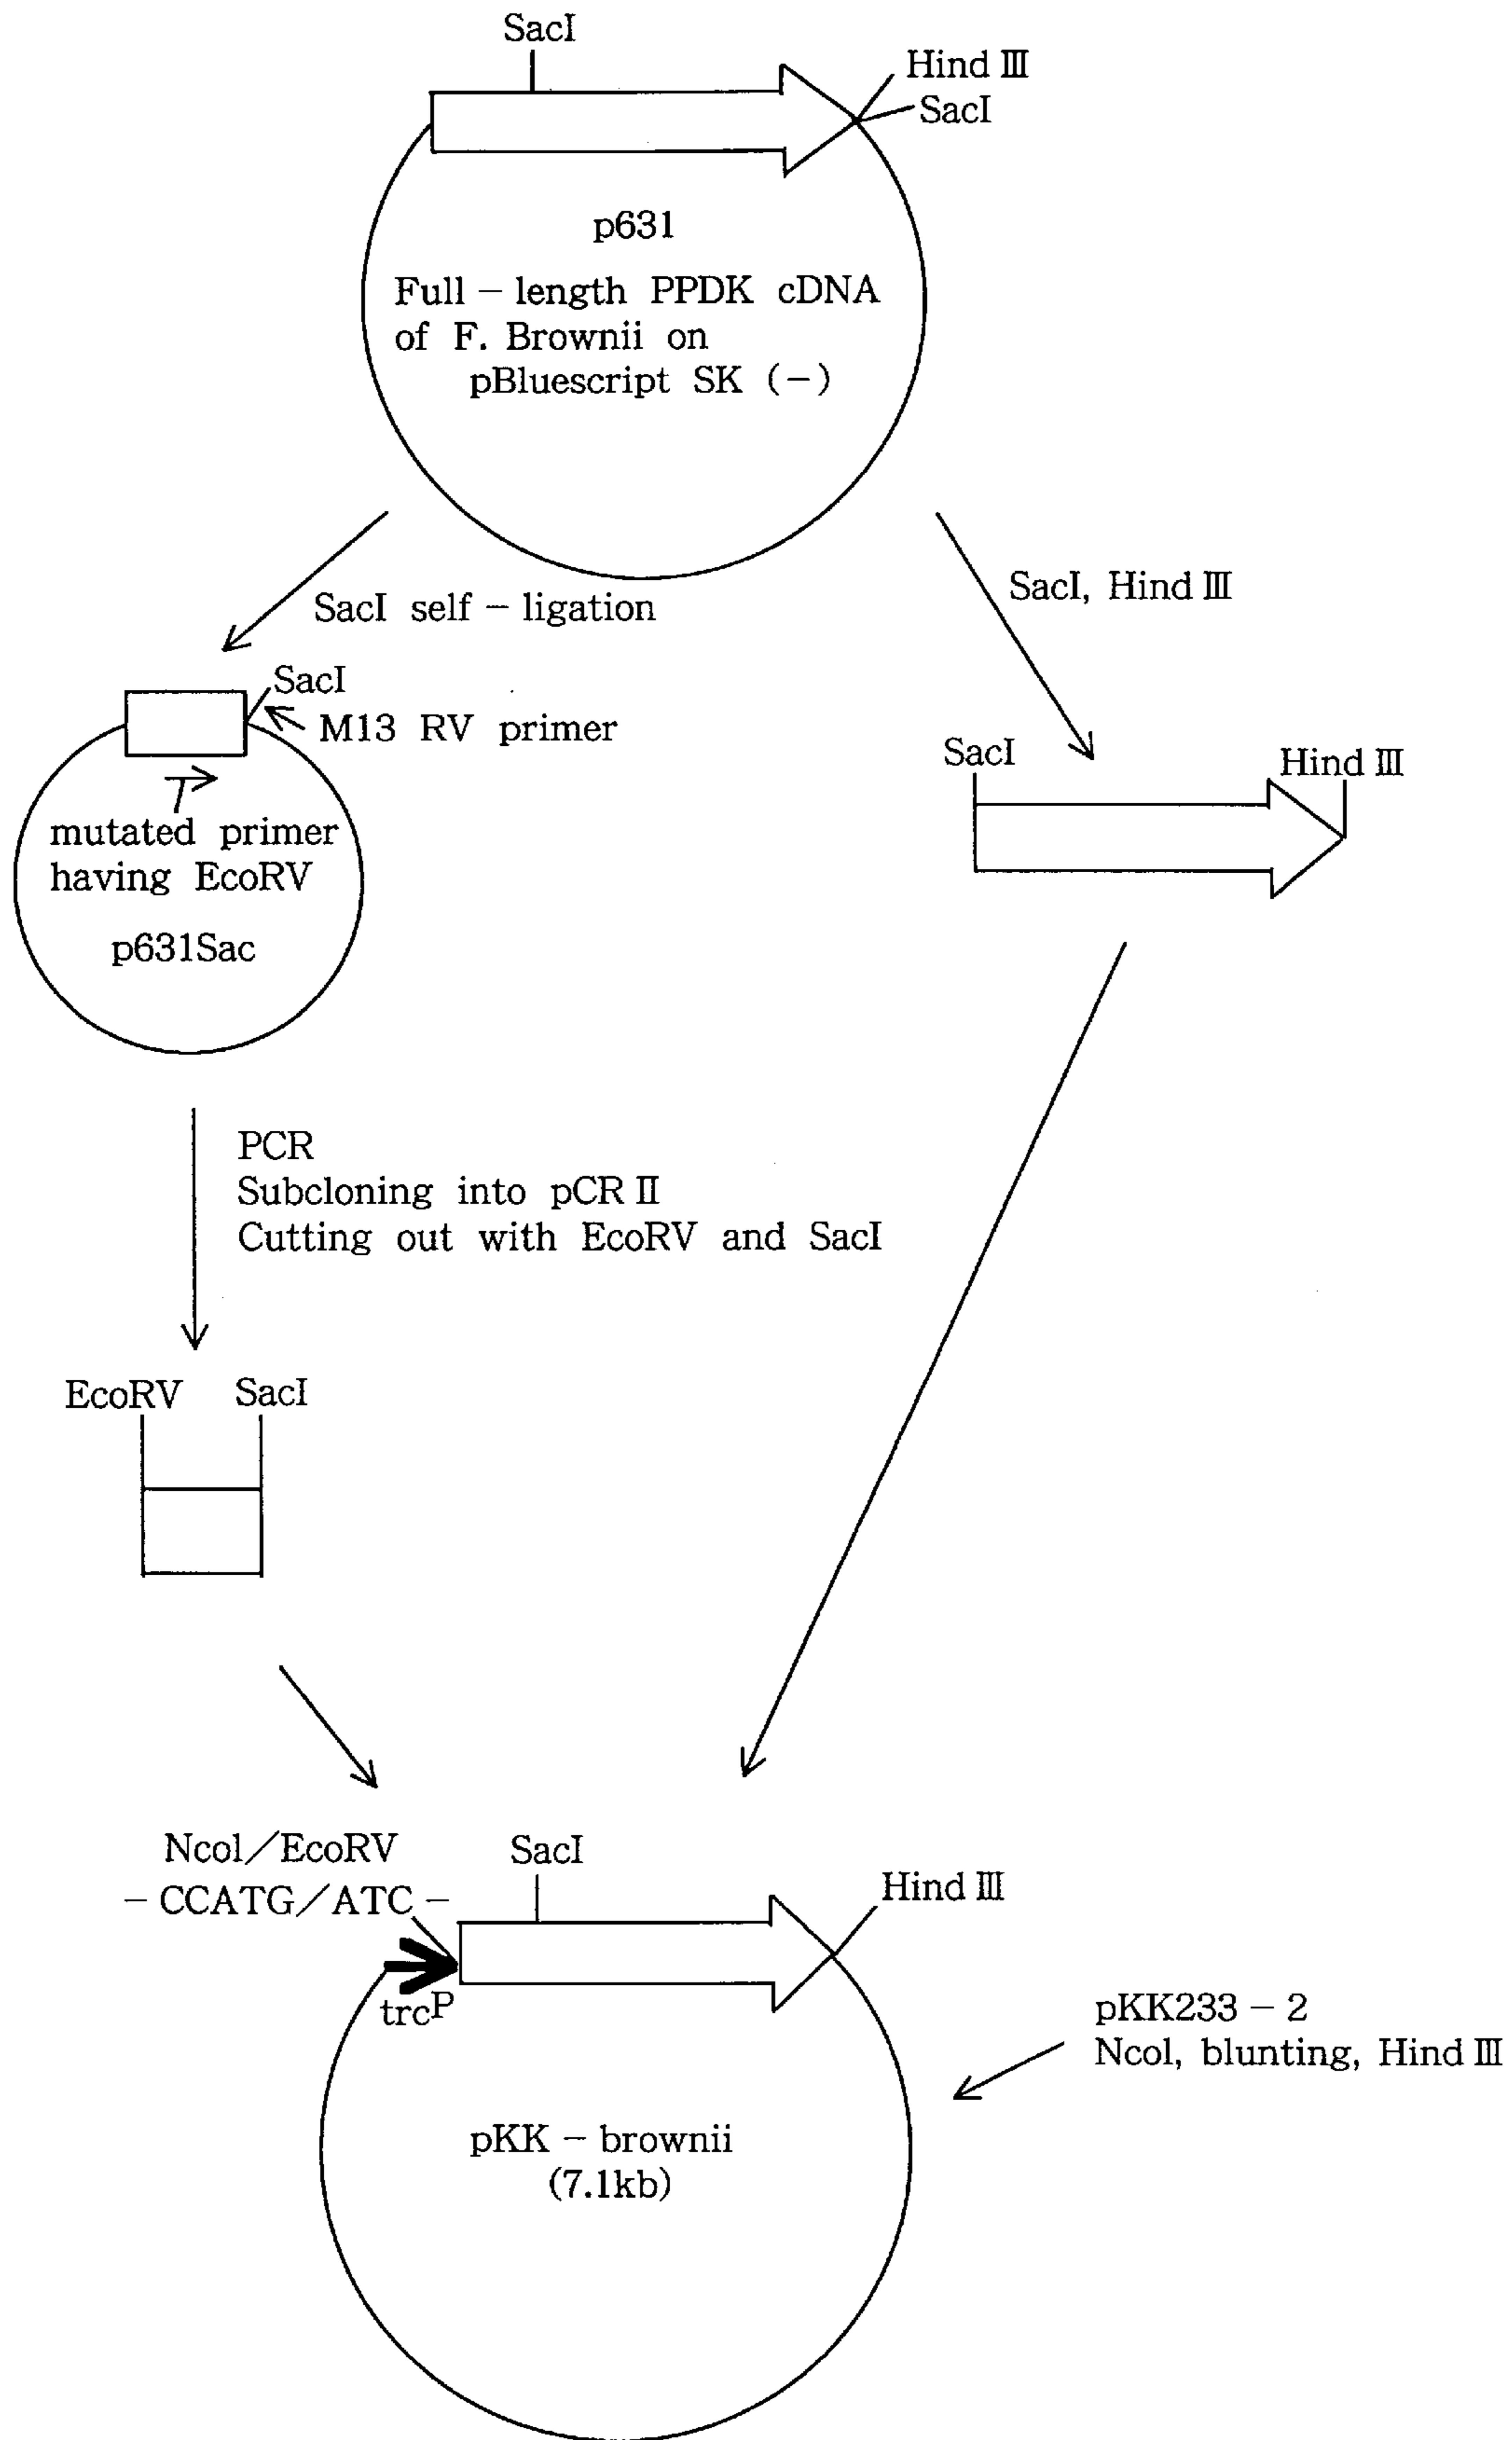 SacI
Hind Ⅲ
SacI
p631
Full – length PPDK cDNA
of F. Brownii on
pBluescript SK (–)
SacI self – ligation
SacI, Hind Ⅲ
SacI
M13 RV primer
mutated primer
having EcoRV
p631Sac
SacI
Hind Ⅲ
PCR
Subcloning into pCR Ⅱ
Cutting out with EcoRV and SacI
EcoRV
SacI
Ncol/EcoRV
– CCATG/ATC –
SacI
Hind Ⅲ
trcP
pKK233 – 2
Ncol, blunting, Hind Ⅲ
pKK – brownii
(7.1kb)